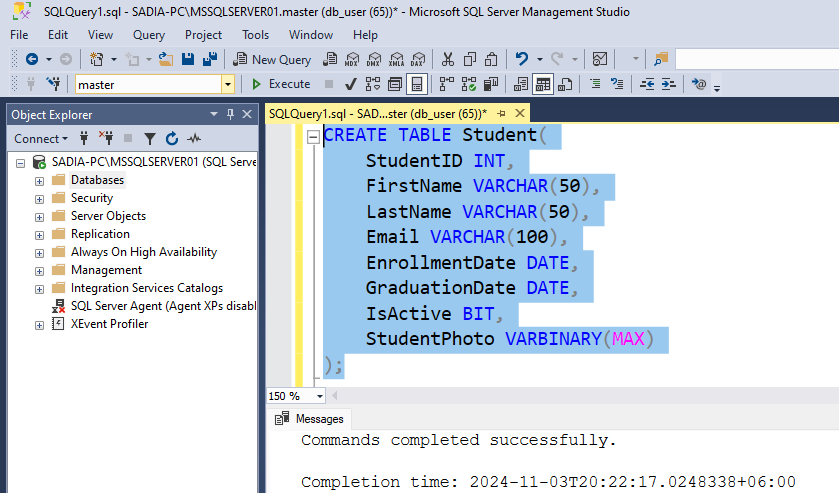 SQLQuery1.sql - SADIA-PC\MSSQLSERVER01.master (db_user (65))* - Microsoft SQL Server Management Studio
File Edit View Query Project Tools Window Help
New Query MDX DMX XMLA DAX
master Execute
Object Explorer
Connect
SADIA-PC\MSSQLSERVER01 (SQL Serve
Databases
Security
Server Objects
Replication
Always On High Availability
Management
Integration Services Catalogs
SQL Server Agent (Agent XPs disabl
XEvent Profiler
SQLQuery1.sql - SAD...ster (db_user (65))*
CREATE TABLE Student(
StudentID INT,
FirstName VARCHAR(50),
LastName VARCHAR(50),
Email VARCHAR(100),
EnrollmentDate DATE,
GraduationDate DATE,
IsActive BIT,
StudentPhoto VARBINARY(MAX)
);
150 %
Messages
Commands completed successfully.
Completion time: 2024-11-03T20:22:17.0248338+06:00